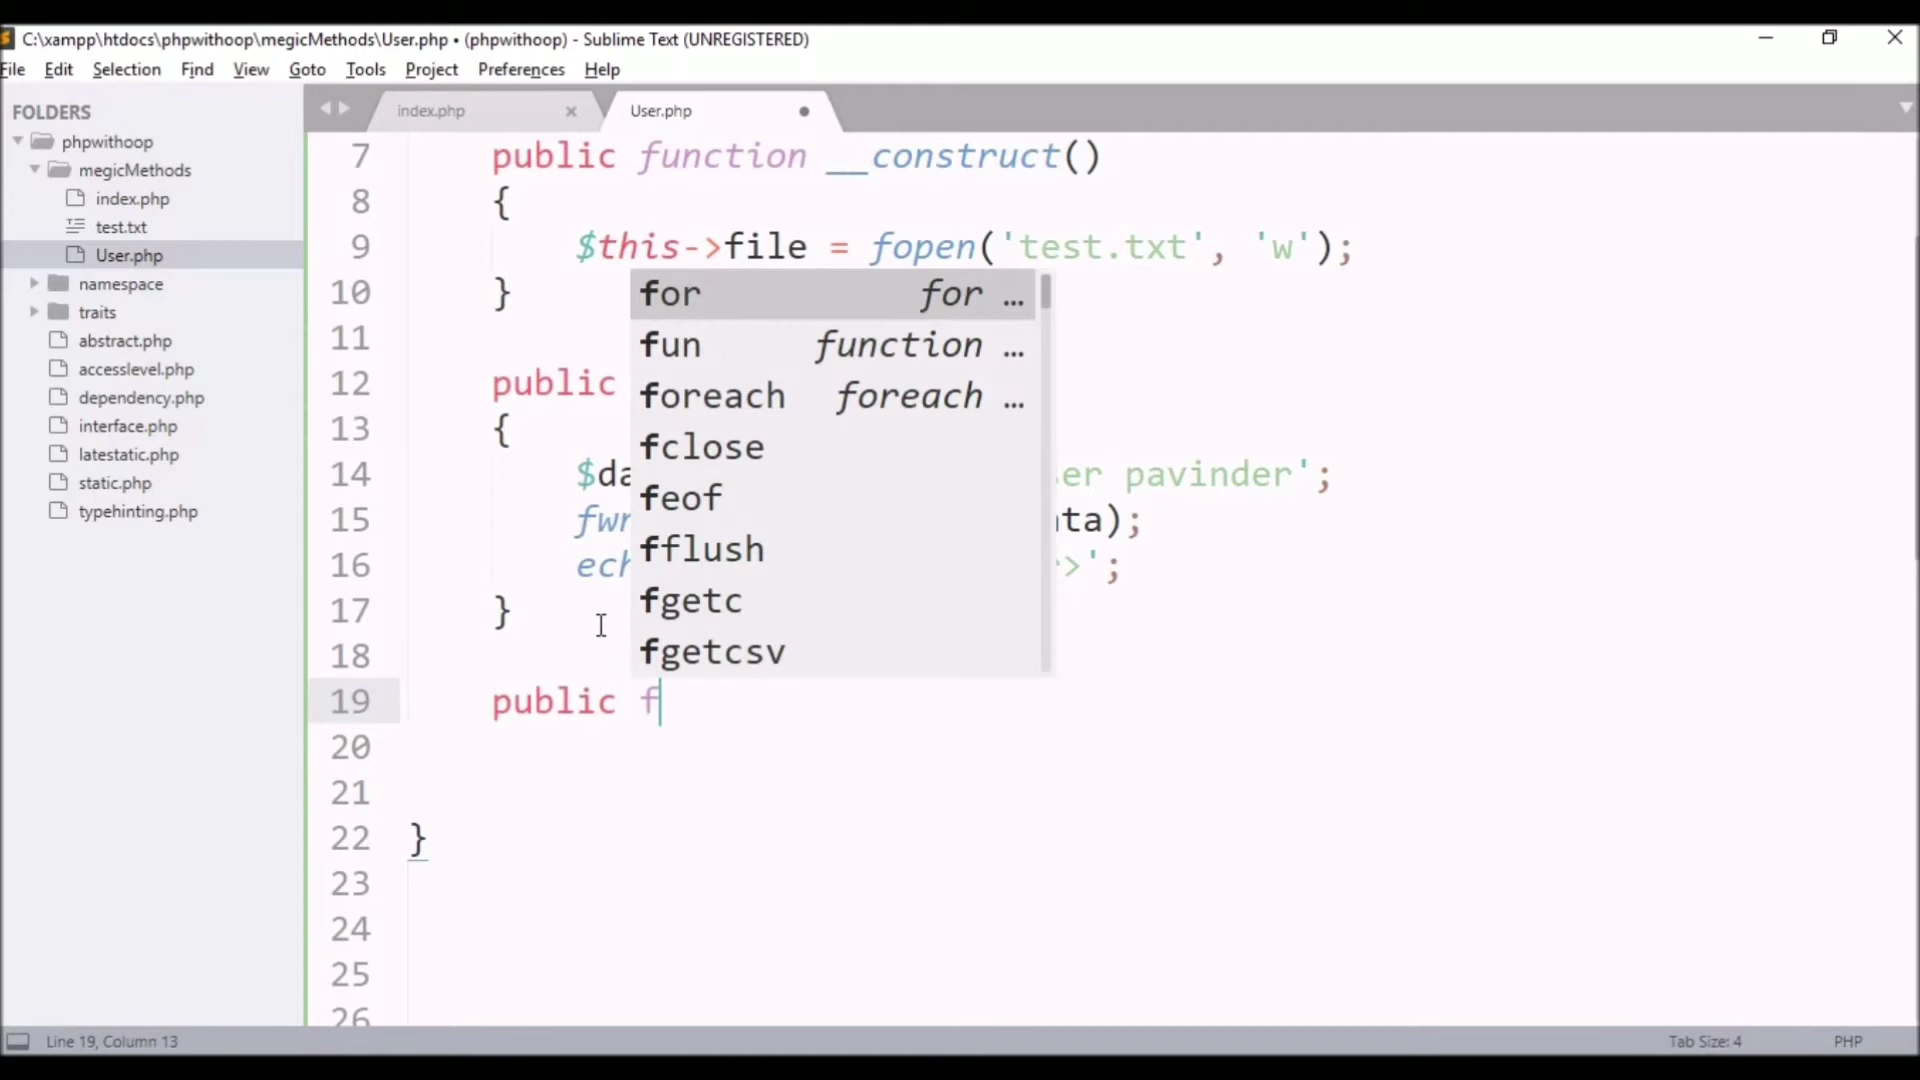 C:\xampp\htdocs\phpwithoop\megicMethods\User.php • (phpwithoop) - Sublime Text (UNREGISTERED)
File Edit Selection Find View Goto Tools Project Preferences Help
FOLDERS
phpwithoop
megicMethods
index.php
test.txt
User.php
namespace
traits
abstract.php
accesslevel.php
dependency.php
interface.php
latestatic.php
static.php
typehinting.php
index.php User.php
7 public function __construct()
8 {
9 $this->file = fopen('test.txt', 'w');
10 }
11
12 public
13 {
14 $da er pavinder';
15 fwr ta);
16 ech >';
17 }
18
19 public f
20
21
22 }
23
24
25
26
for for …
fun function …
foreach foreach …
fclose
feof
fflush
fgetc
fgetcsv
Line 19, Column 13 Tab Size: 4 PHP